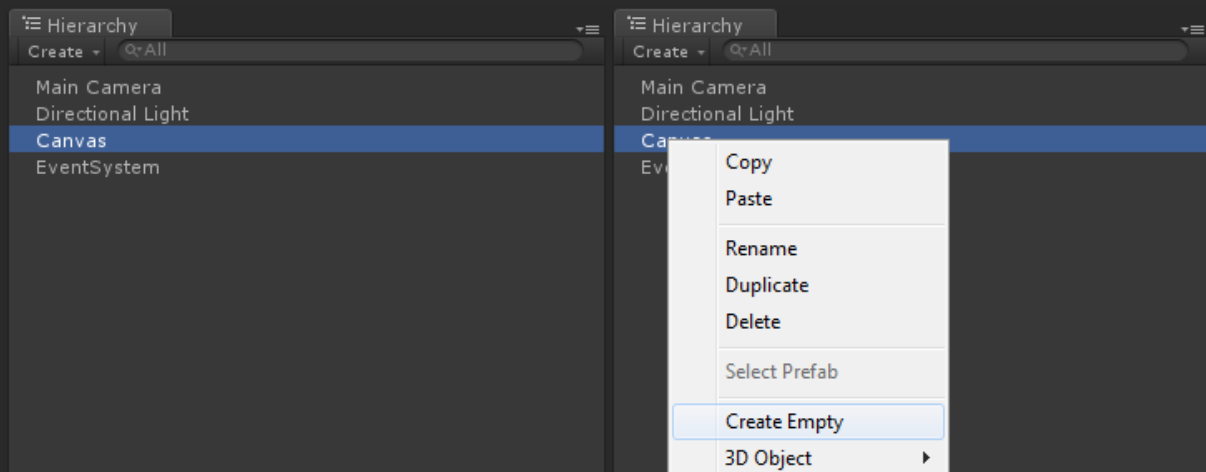 Hierarchy
Create All
Main Camera
Directional Light
Canvas
EventSystem
Hierarchy
Create All
Main Camera
Directional Light
Copy
Paste
Rename
Duplicate
Delete
Select Prefab
Create Empty
3D Object